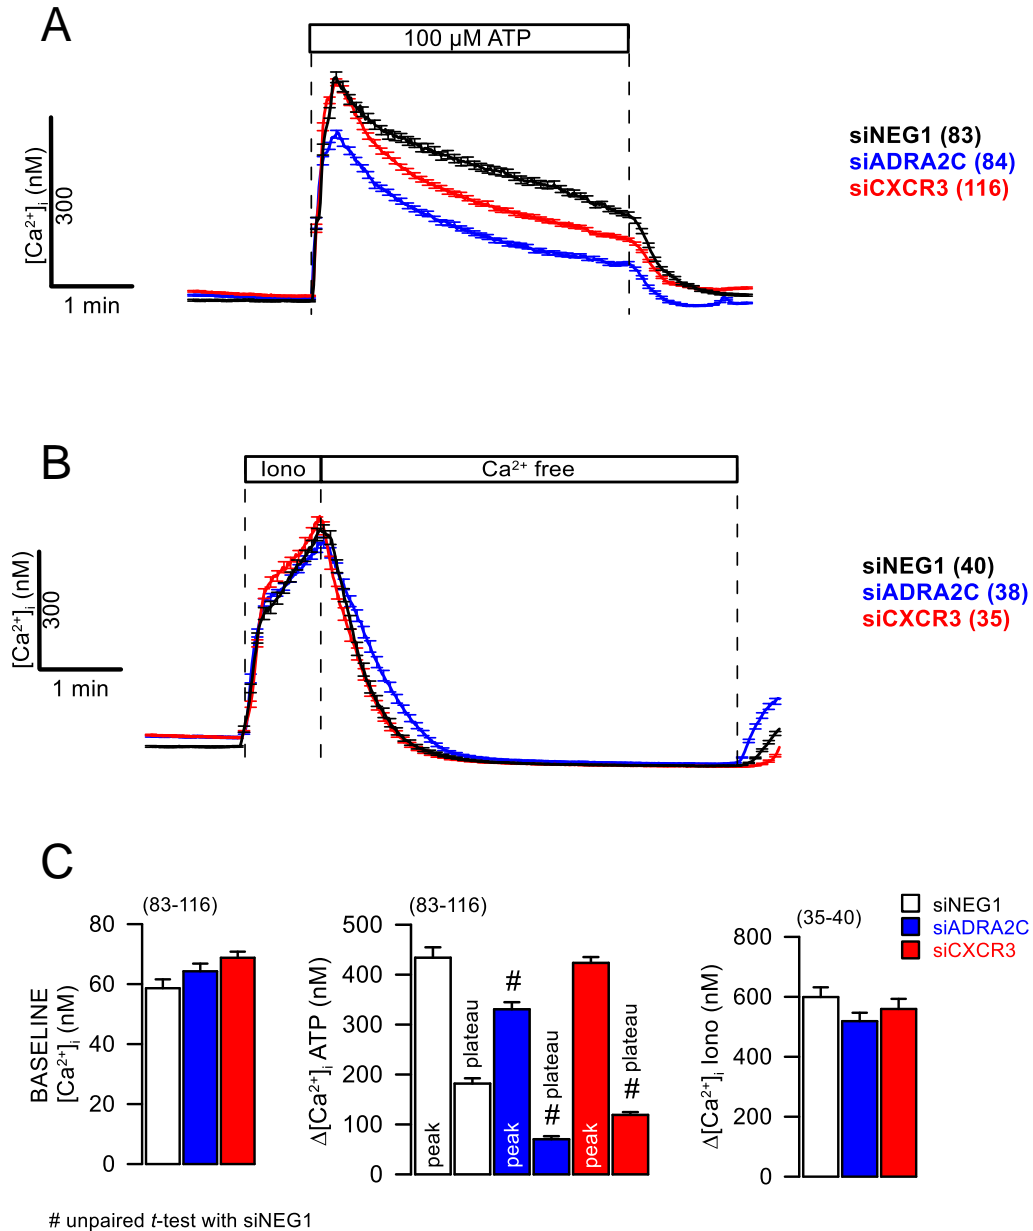 A
100 µM ATP
[Ca²⁺]ᵢ (nM)
300
1 min
siNEG1 (83)
siADRA2C (84)
siCXCR3 (116)
B
Iono
Ca²⁺ free
[Ca²⁺]ᵢ (nM)
300
1 min
siNEG1 (40)
siADRA2C (38)
siCXCR3 (35)
C
(83-116)
BASELINE
[Ca²⁺]ᵢ (nM)
80
60
40
20
0
(83-116)
Δ[Ca²⁺]ᵢ ATP (nM)
500
400
300
200
100
0
peak
plateau
#
peak
# plateau
peak
# plateau
(35-40)
Δ[Ca²⁺]ᵢ Iono (nM)
800
600
400
200
0
siNEG1
siADRA2C
siCXCR3
# unpaired t-test with siNEG1